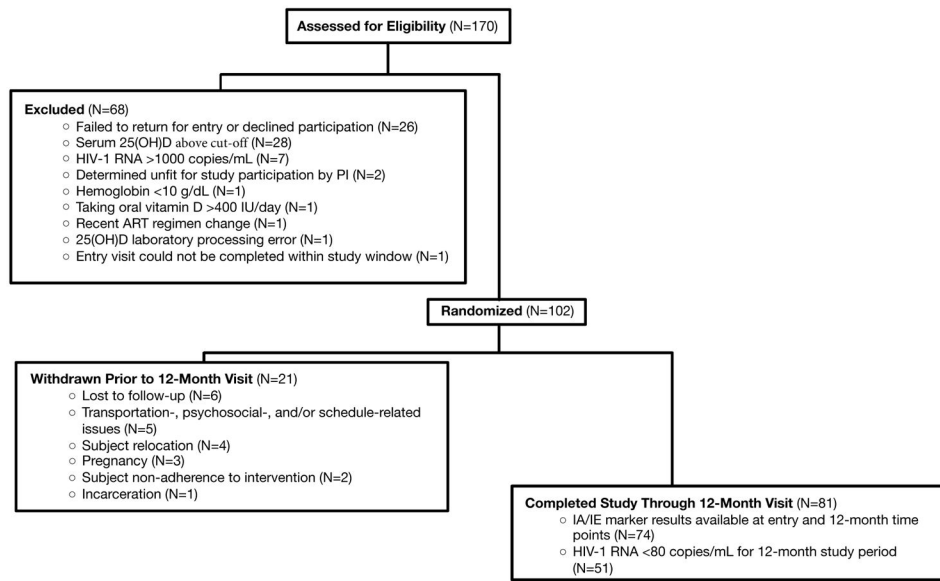 Assessed for Eligibility (N=170)
Excluded (N=68)
○ Failed to return for entry or declined participation (N=26)
○ Serum 25(OH)D above cut-off (N=28)
○ HIV-1 RNA >1000 copies/mL (N=7)
○ Determined unfit for study participation by PI (N=2)
○ Hemoglobin <10 g/dL (N=1)
○ Taking oral vitamin D >400 IU/day (N=1)
○ Recent ART regimen change (N=1)
○ 25(OH)D laboratory processing error (N=1)
○ Entry visit could not be completed within study window (N=1)
Randomized (N=102)
Withdrawn Prior to 12-Month Visit (N=21)
○ Lost to follow-up (N=6)
○ Transportation-, psychosocial-, and/or schedule-related
issues (N=5)
○ Subject relocation (N=4)
○ Pregnancy (N=3)
○ Subject non-adherence to intervention (N=2)
○ Incarceration (N=1)
Completed Study Through 12-Month Visit (N=81)
○ IA/IE marker results available at entry and 12-month time
points (N=74)
○ HIV-1 RNA <80 copies/mL for 12-month study period
(N=51)